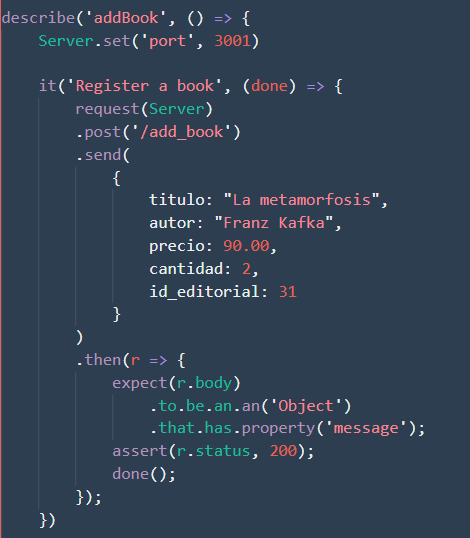 describe('addBook', () => {
    Server.set('port', 3001)

    it('Register a book', (done) => {
        request(Server)
        .post('/add_book')
        .send(
            {
                titulo: "La metamorfosis",
                autor: "Franz Kafka",
                precio: 90.00,
                cantidad: 2,
                id_editorial: 31
            }
        )
        .then(r => {
            expect(r.body)
                .to.be.an.an('Object')
                .that.has.property('message');
            assert(r.status, 200);
            done();
        });
    })